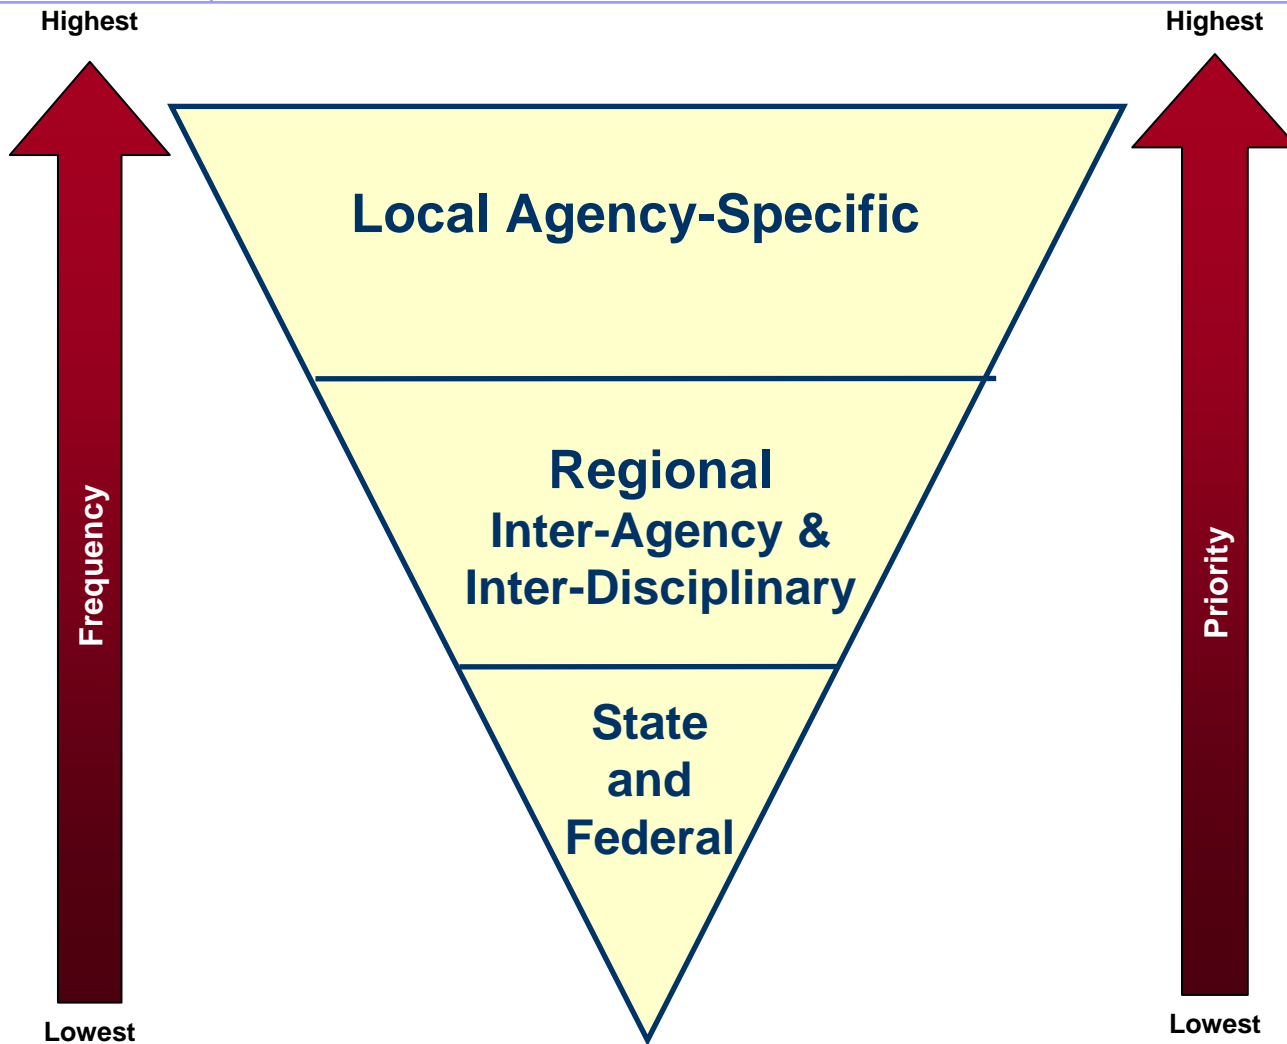 Highest
Highest
Local Agency-Specific
Regional
Inter-Agency &
Inter-Disciplinary
Frequency
Priority
State
and
Federal
Lowest
Lowest